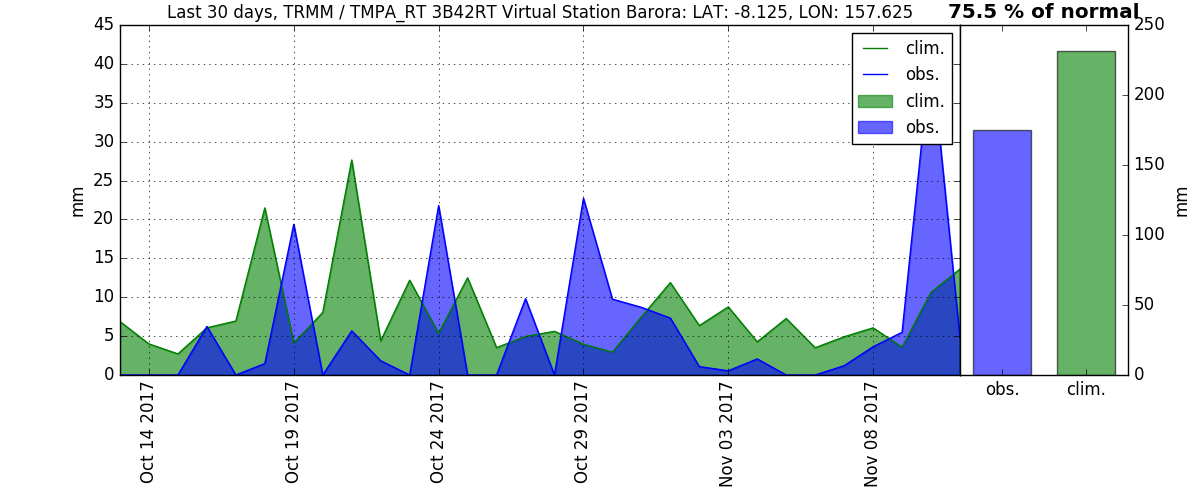 Last 30 days, TRMM / TMPA_RT 3B42RT Virtual Station Barora: LAT: -8.125, LON: 157.625
75.5 % of normal
45
40
35
30
25
20
15
10
5
0
mm
clim.
obs.
clim.
obs.
250
200
150
100
50
0
mm
obs.
clim.
Oct 14 2017
Oct 19 2017
Oct 24 2017
Oct 29 2017
Nov 03 2017
Nov 08 2017